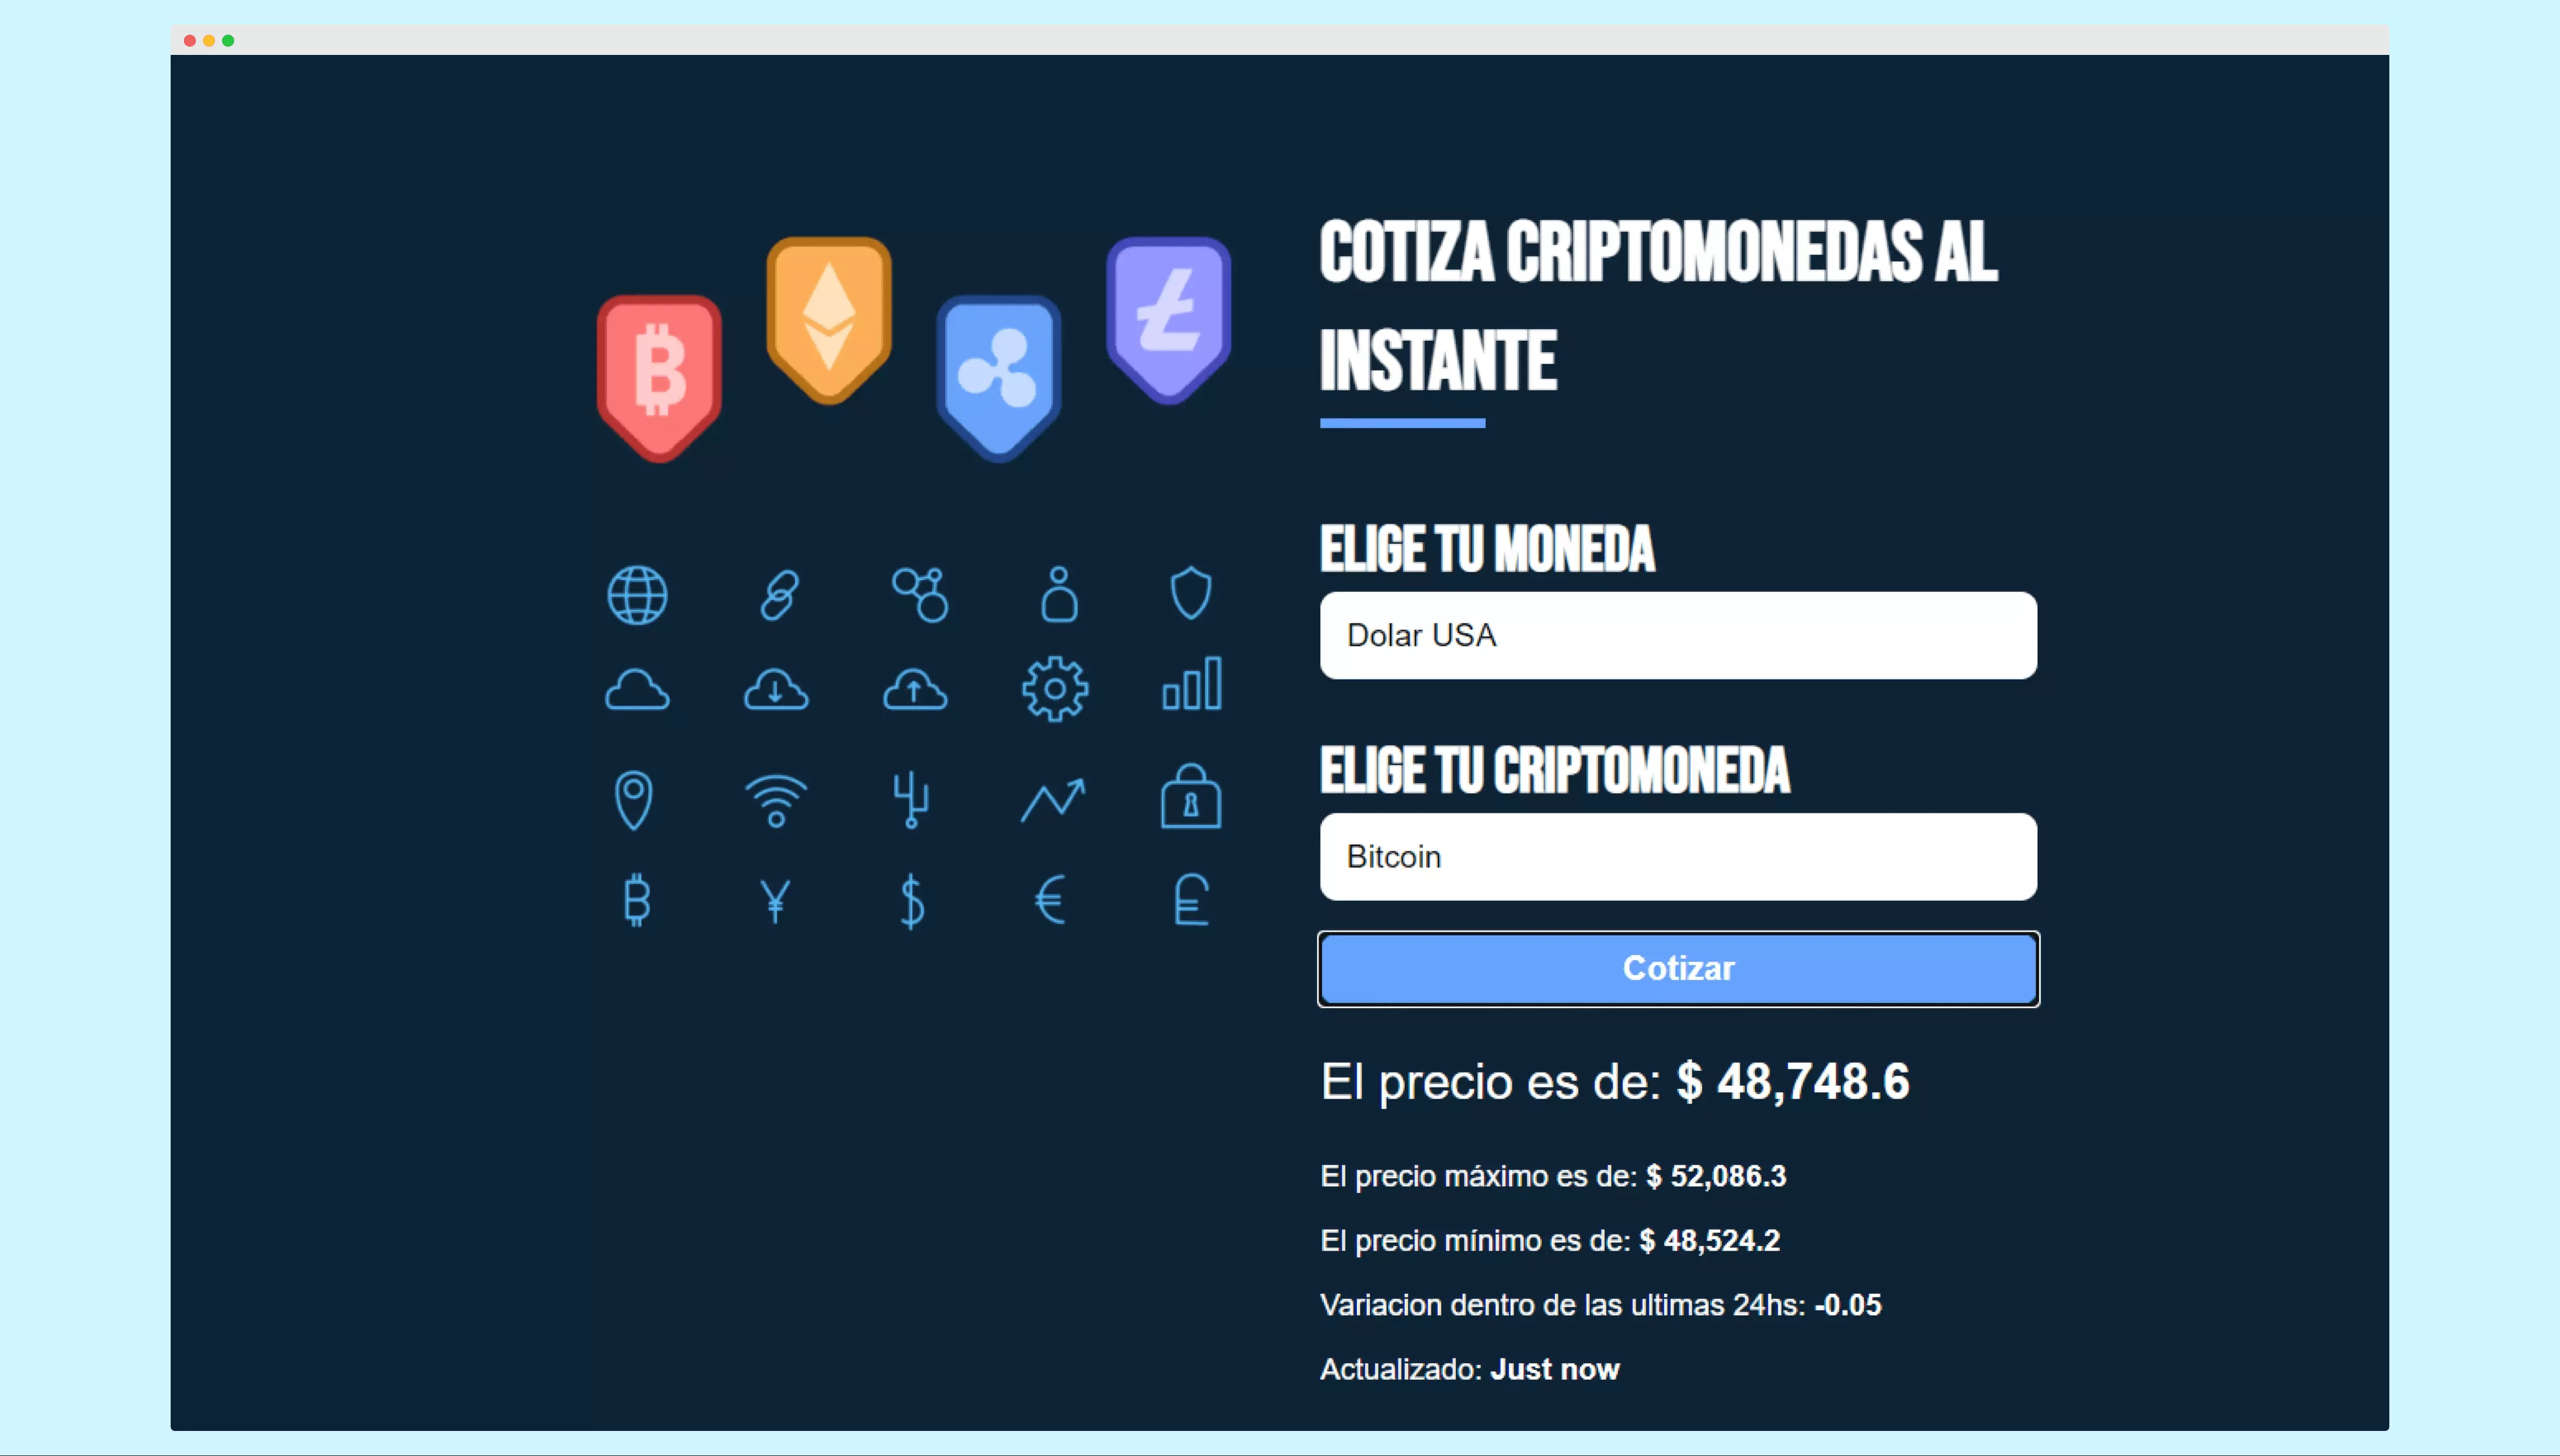 COTIZA CRIPTOMONEDAS AL
INSTANTE
ELIGE TU MONEDA
Dolar USA
ELIGE TU CRIPTOMONEDA
Bitcoin
Cotizar
El precio es de: $ 48,748.6
El precio máximo es de: $ 52,086.3
El precio mínimo es de: $ 48,524.2
Variacion dentro de las ultimas 24hs: -0.05
Actualizado: Just now